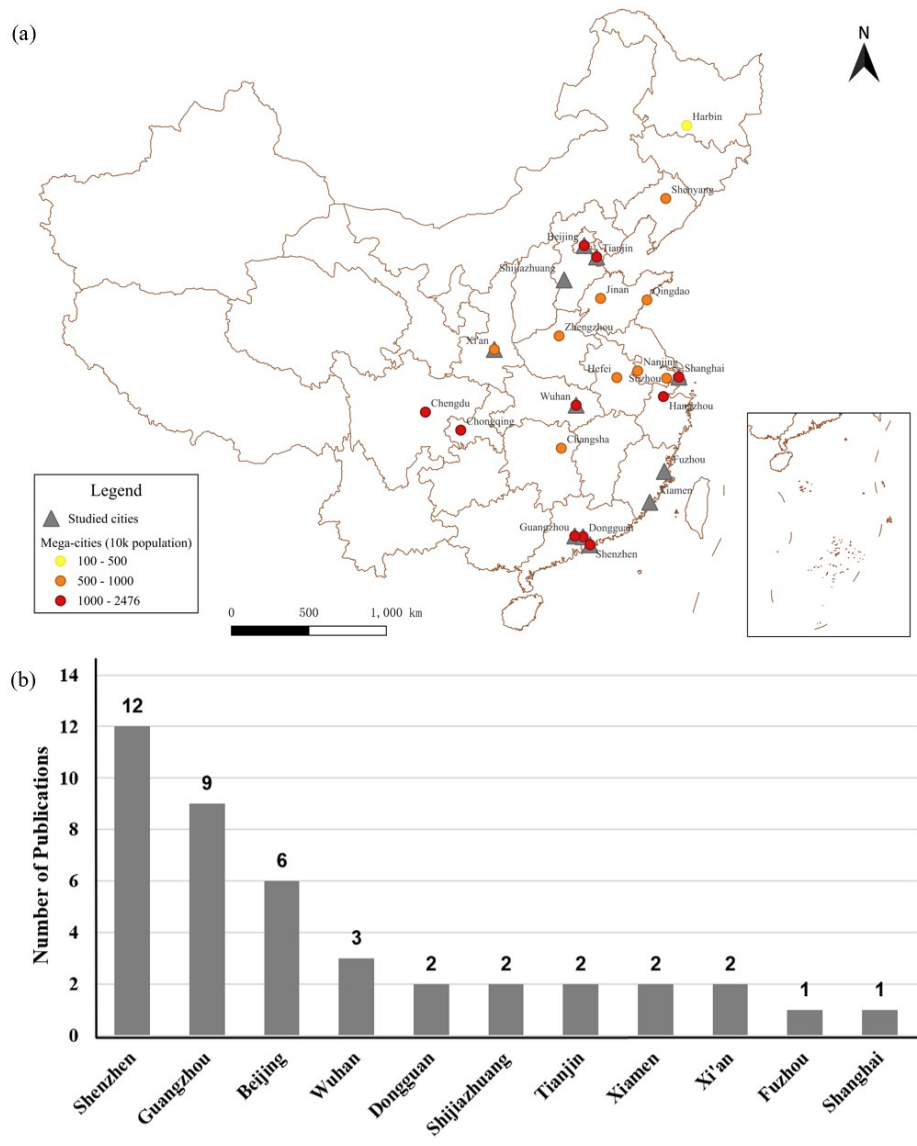 (a)
N
Harbin
Shenyang
Beijing
Tianjin
Shijiazhuang
Jinan
Qingdao
Zhengzhou
Xi'an
Nanjing
Hefei
Suzhou
Shanghai
Wuhan
Hangzhou
Chengdu
Chongqing
Changsha
Fuzhou
Xiamen
Guangzhou
Dongguan
Shenzhen
Legend
Studied cities
Mega-cities (10k population)
100 - 500
500 - 1000
1000 - 2476
0 500 1,000 km
(b)
Number of Publications
14
12
10
8
6
4
2
0
12
9
6
3
2
2
2
2
2
1
1
Shenzhen
Guangzhou
Beijing
Wuhan
Dongguan
Shijiazhuang
Tianjin
Xiamen
Xi'an
Fuzhou
Shanghai